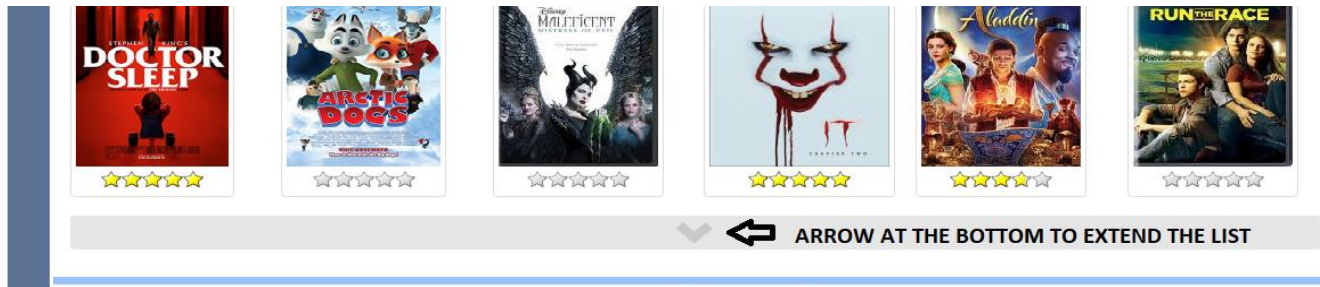 STEPHEN KING'S
DOCTOR
SLEEP
ARCTIC
DOGS
Disney
MALEFICENT
MISTRESS OF EVIL
IT
CHAPTER TWO
Aladdin
RUN THE RACE
ARROW AT THE BOTTOM TO EXTEND THE LIST